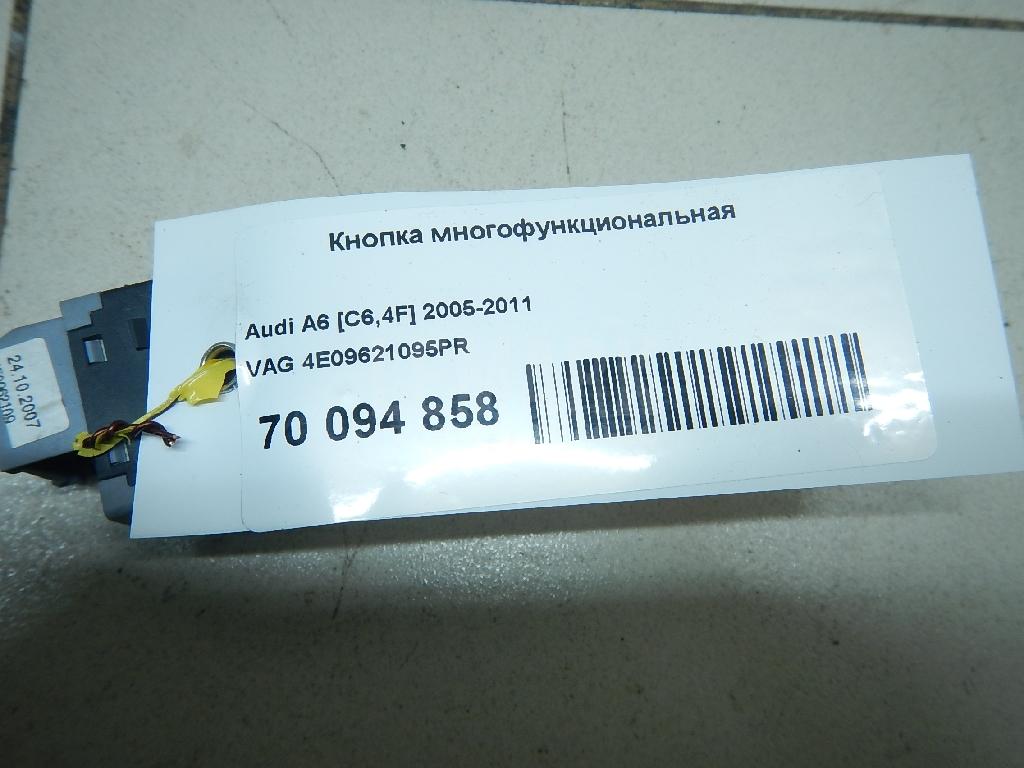 Кнопка многофункциональная
Audi A6 [C6,4F] 2005-2011
VAG 4E09621095PR
70 094 858
24.10.2007